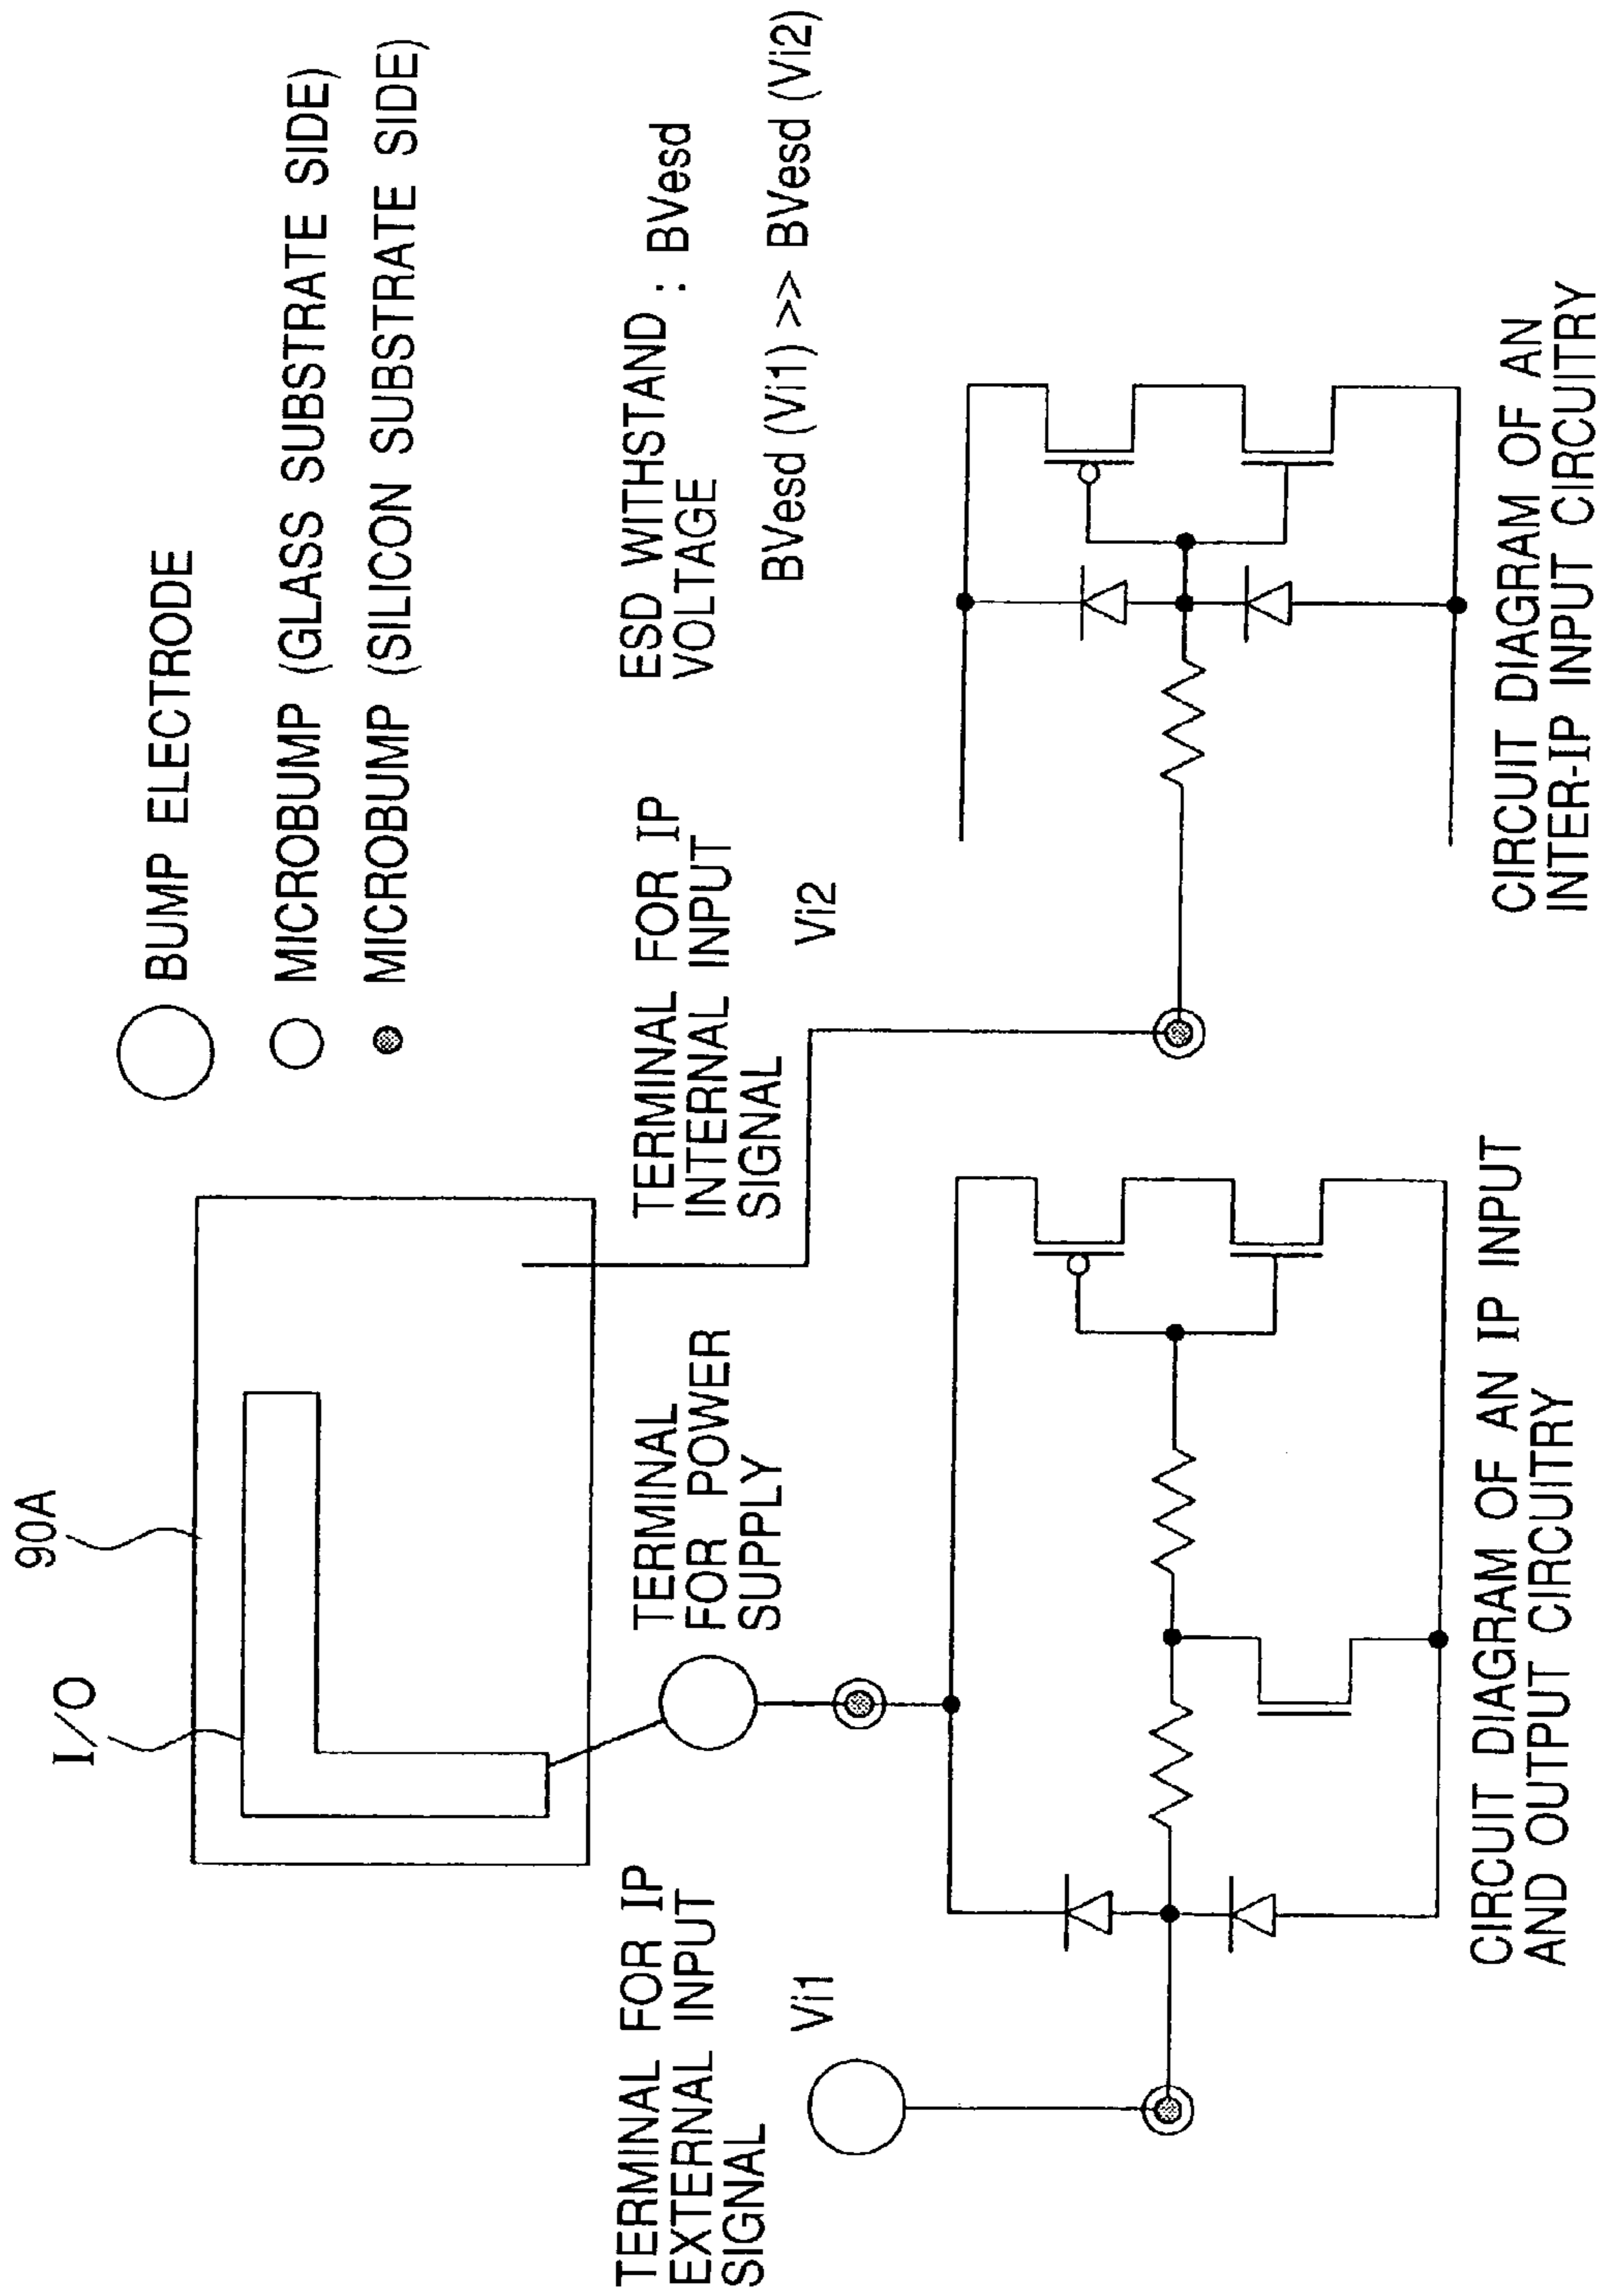 90A
I/O
BUMP ELECTRODE
MICROBUMP (GLASS SUBSTRATE SIDE)
MICROBUMP (SILICON SUBSTRATE SIDE)
TERMINAL FOR IP
EXTERNAL INPUT
SIGNAL
Vi1
TERMINAL
FOR POWER
SUPPLY
TERMINAL FOR IP
INTERNAL INPUT
SIGNAL
Vi2
ESD WITHSTAND : BVesd
VOLTAGE
BVesd (Vi1) >> BVesd (Vi2)
CIRCUIT DIAGRAM OF AN IP INPUT
AND OUTPUT CIRCUITRY
CIRCUIT DIAGRAM OF AN
INTER-IP INPUT CIRCUITRY